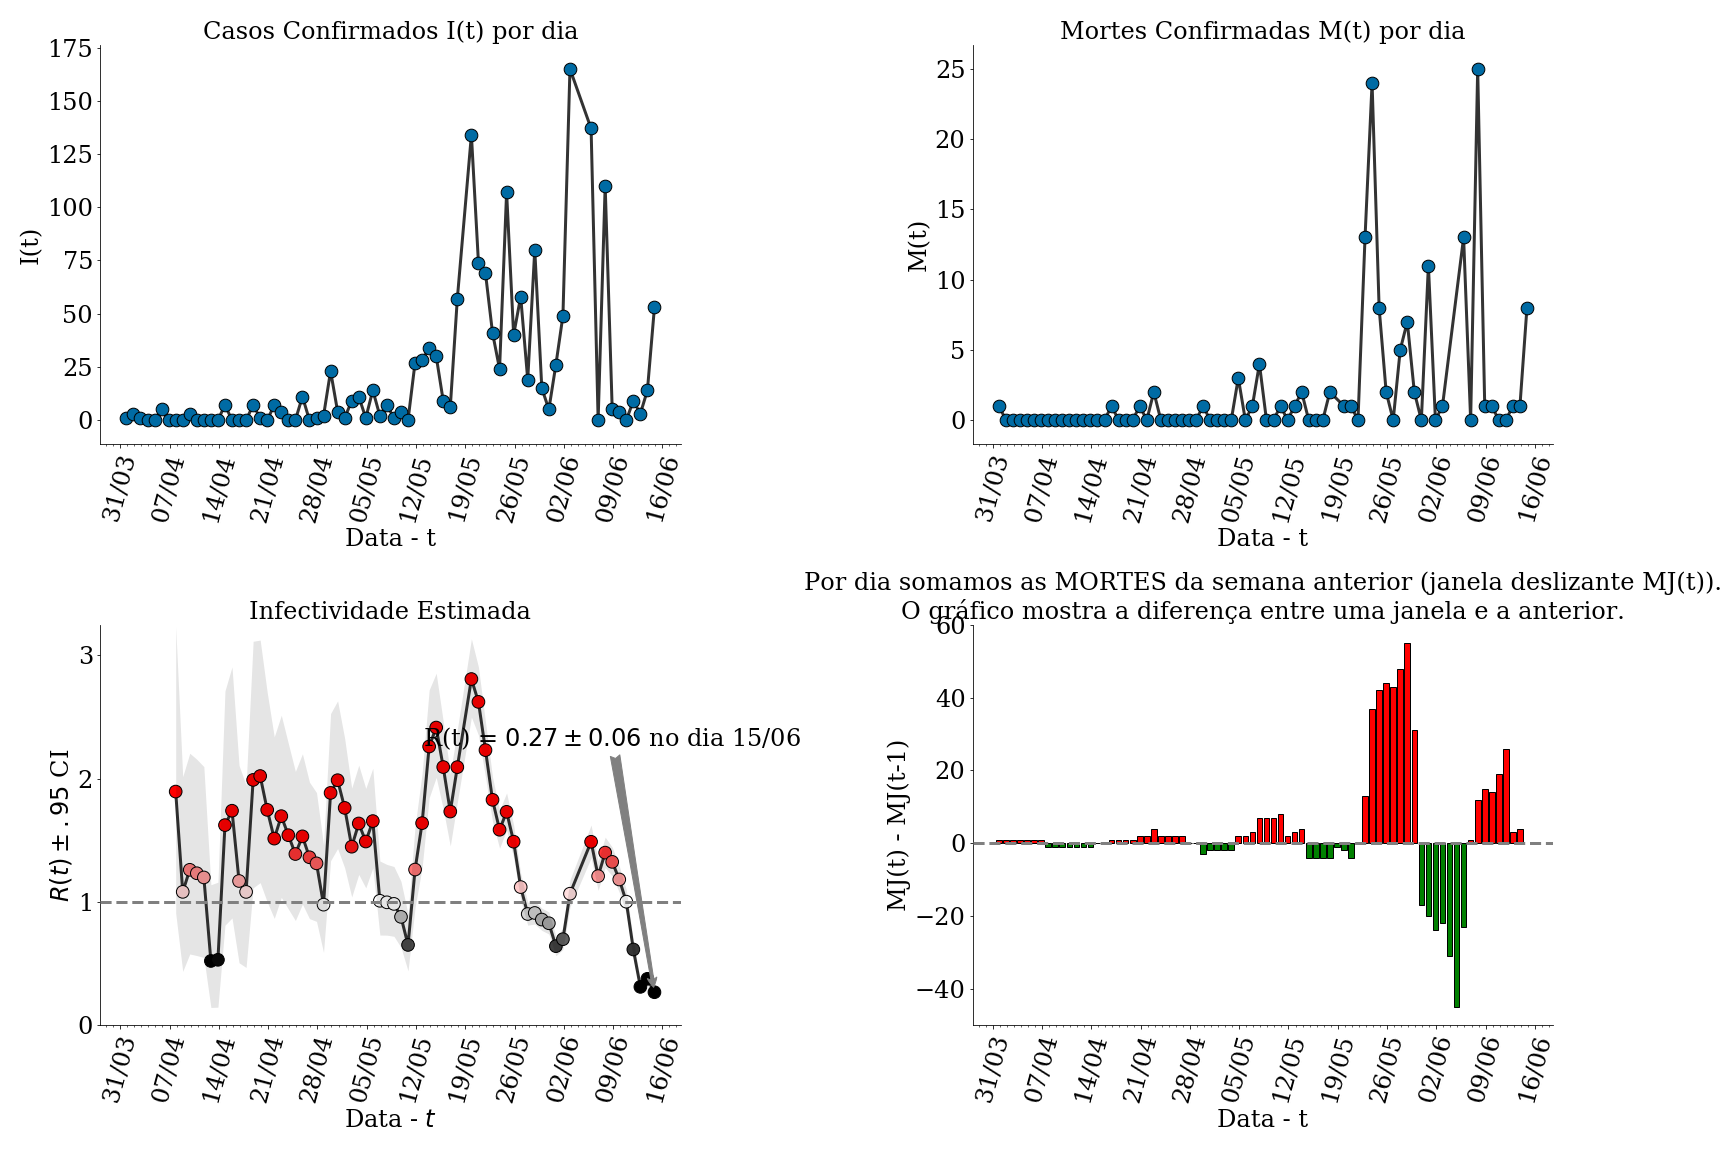 Casos Confirmados I(t) por dia
175
150
125
100
75
50
25
0
I(t)
31/03 07/04 14/04 21/04 28/04 05/05 12/05 19/05 26/05 02/06 09/06 16/06
Data - t
Mortes Confirmadas M(t) por dia
25
20
15
10
5
0
M(t)
31/03 07/04 14/04 21/04 28/04 05/05 12/05 19/05 26/05 02/06 09/06 16/06
Data - t
Infectividade Estimada
3
2
1
0
R(t) ± .95 CI
R(t) = 0.27 ± 0.06 no dia 15/06
31/03 07/04 14/04 21/04 28/04 05/05 12/05 19/05 26/05 02/06 09/06 16/06
Data - t
Por dia somamos as MORTES da semana anterior (janela deslizante MJ(t)).
O gráfico mostra a diferença entre uma janela e a anterior.
60
40
20
0
−20
−40
MJ(t) - MJ(t-1)
31/03 07/04 14/04 21/04 28/04 05/05 12/05 19/05 26/05 02/06 09/06 16/06
Data - t